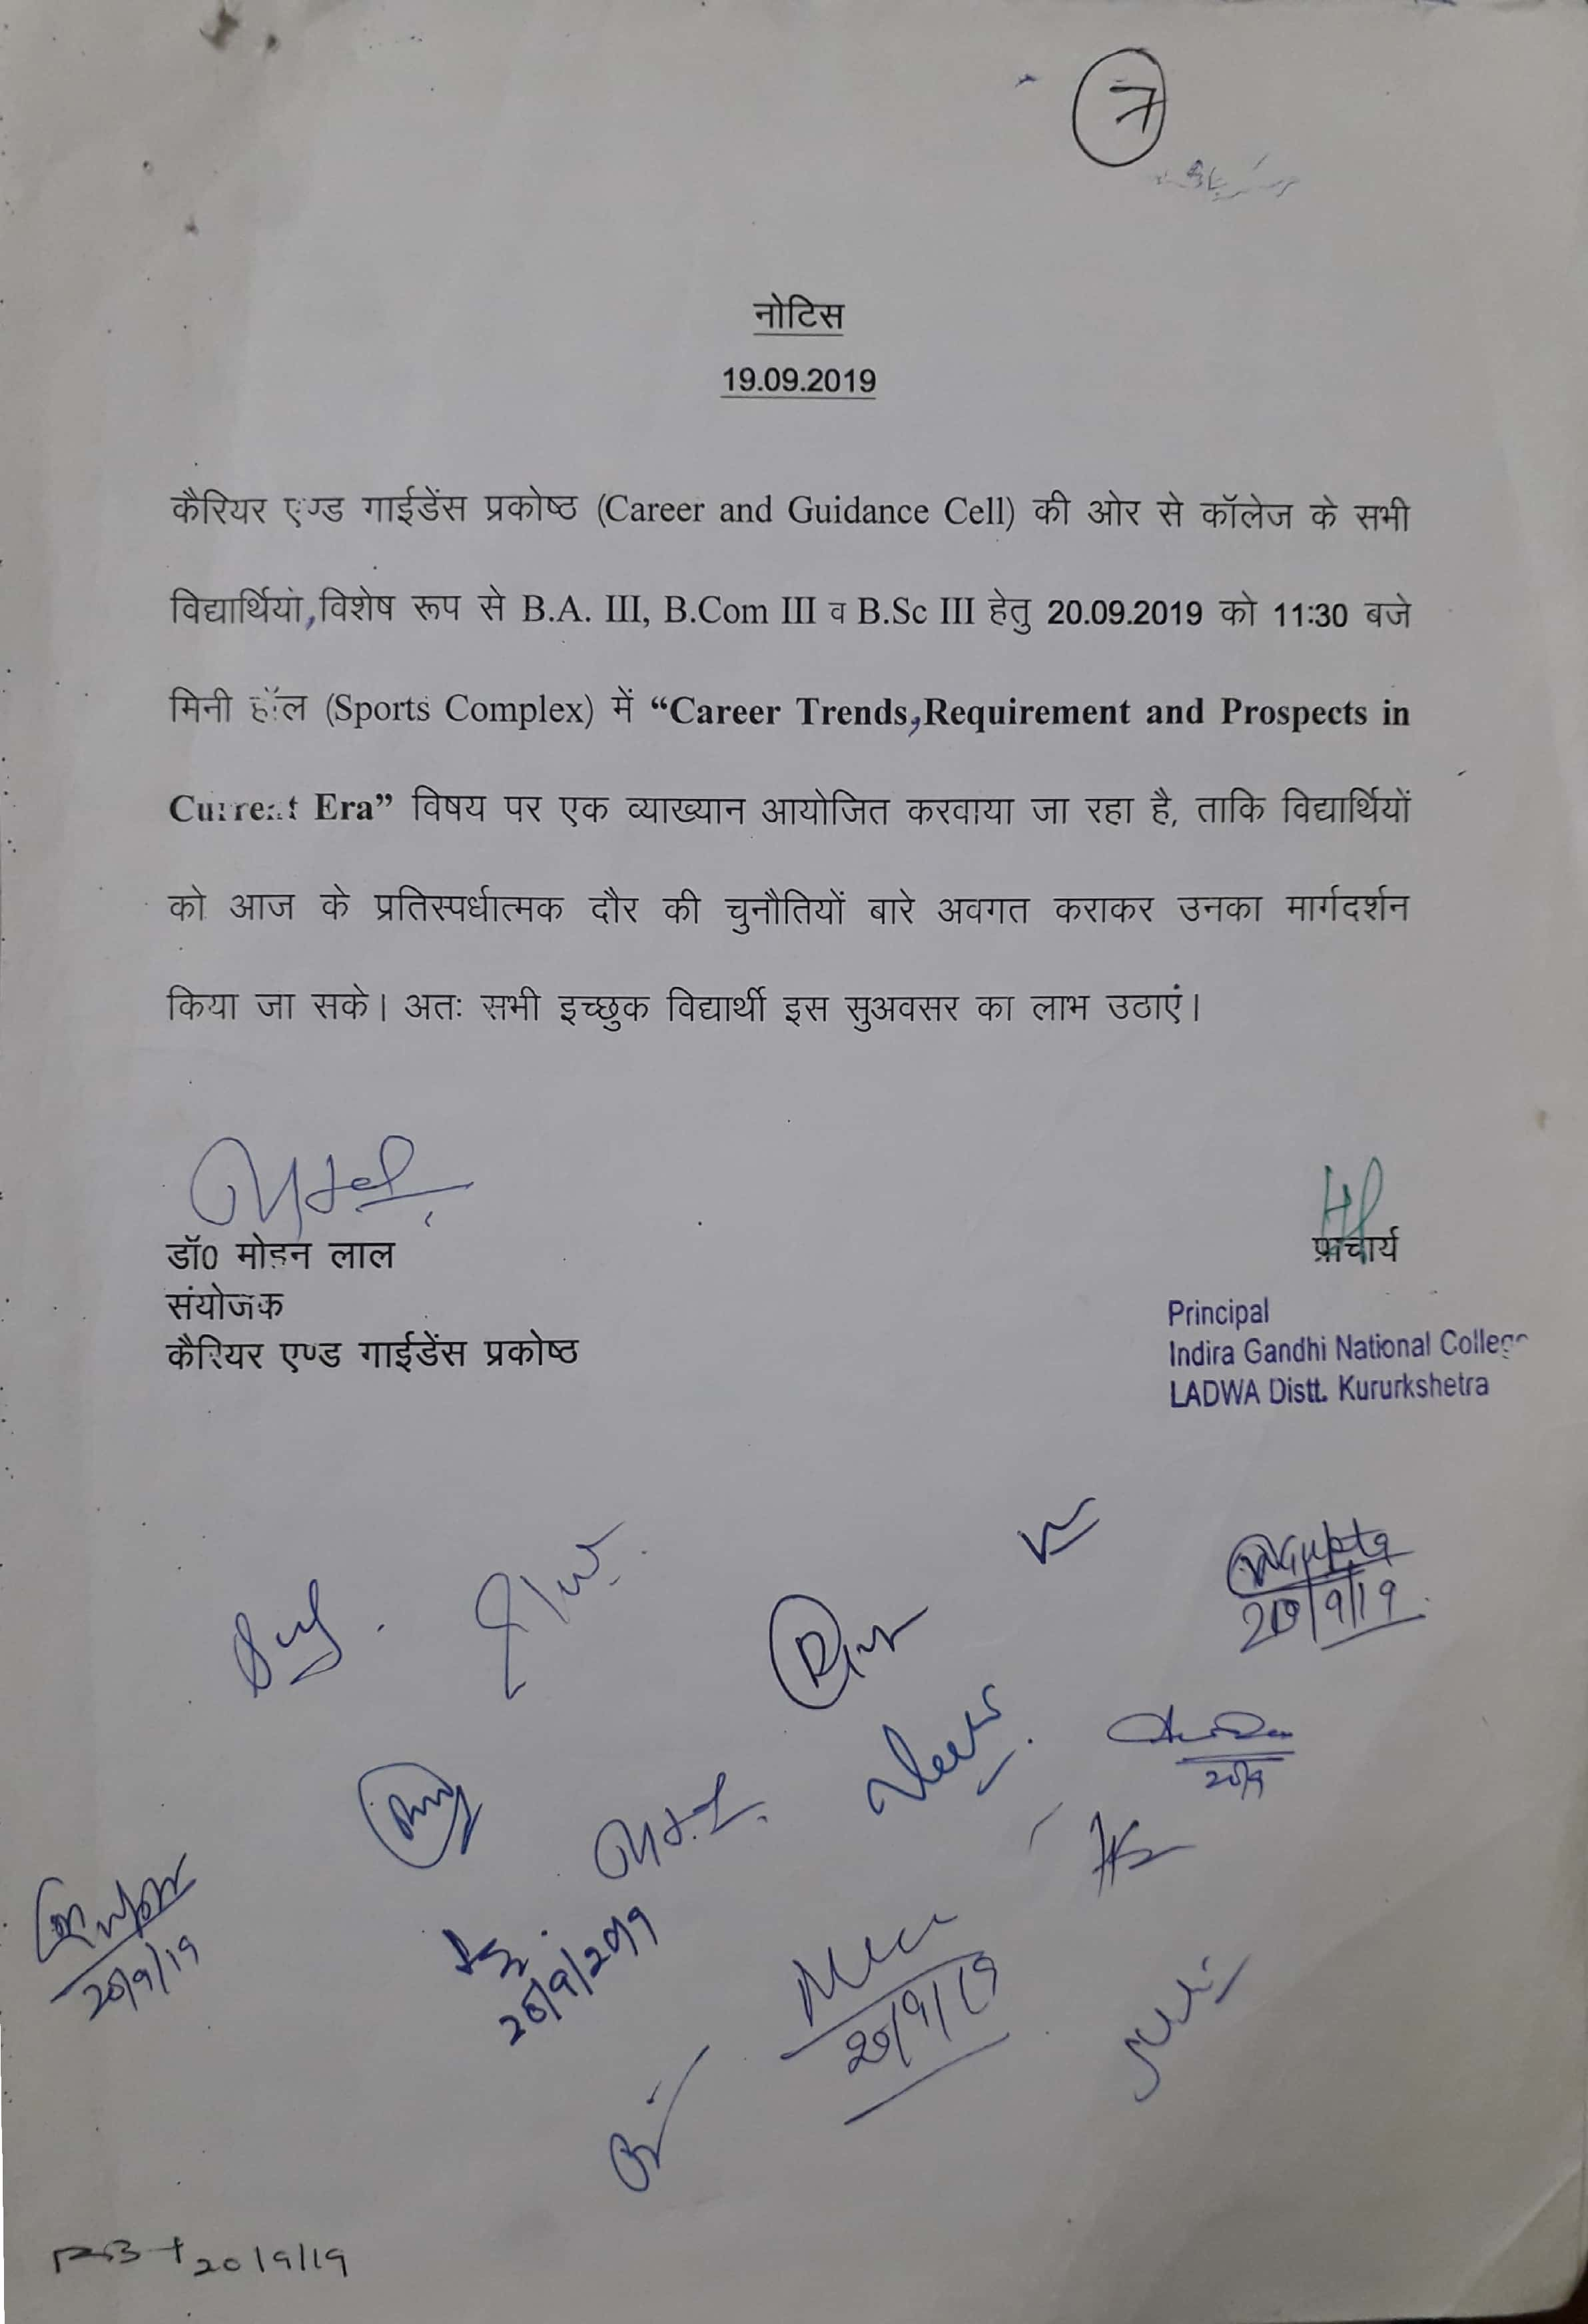 7
नोटिस
19.09.2019
कैरियर एण्ड गाईडेंस प्रकोष्ठ (Career and Guidance Cell) की ओर से कॉलेज के सभी
विद्यार्थियों,विशेष रूप से B.A. III, B.Com III व B.Sc III हेतु 20.09.2019 को 11:30 बजे
मिनी हॉल (Sports Complex) में “Career Trends,Requirement and Prospects in
Current Era” विषय पर एक व्याख्यान आयोजित करवाया जा रहा है, ताकि विद्यार्थियों
को आज के प्रतिस्पर्धात्मक दौर की चुनौतियों बारे अवगत कराकर उनका मार्गदर्शन
किया जा सके। अतः सभी इच्छुक विद्यार्थी इस सुअवसर का लाभ उठाएं।
डॉ0 मोहन लाल
संयोजक
कैरियर एण्ड गाईडेंस प्रकोष्ठ
प्राचार्य
Principal
Indira Gandhi National College
LADWA Distt. Kururkshetra
20/9/19
20/9
20/9/19
20/9/2019
20/9/19
20/9/19